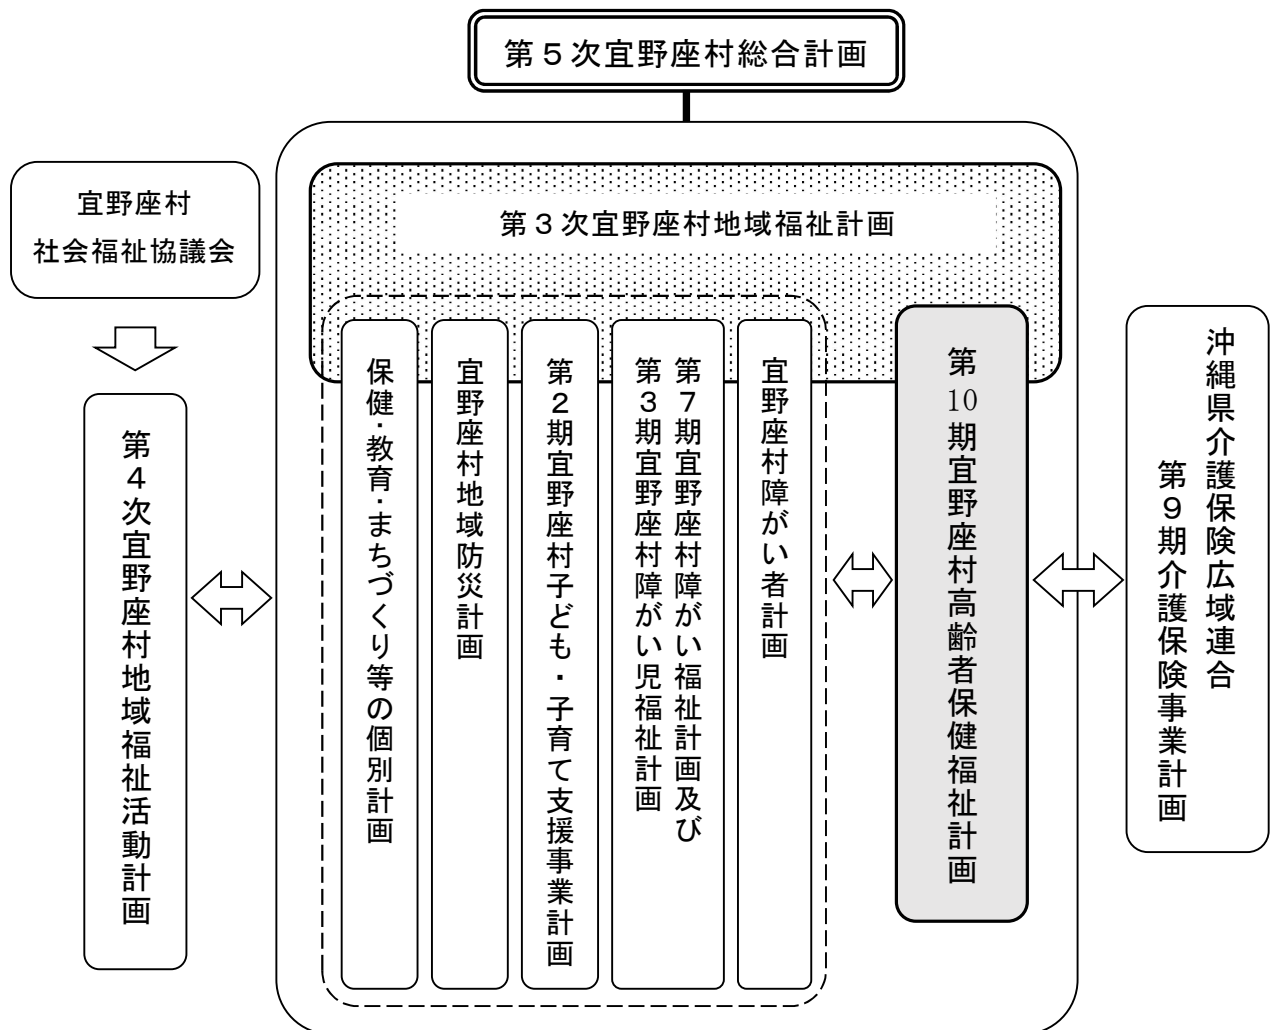 第５次宜野座村総合計画
宜野座村
社会福祉協議会
第３次宜野座村地域福祉計画
第４次宜野座村地域福祉活動計画
保健・教育・まちづくり等の個別計画
宜野座村地域防災計画
第２期宜野座村子ども・子育て支援事業計画
第７期宜野座村障がい福祉計画及び
第３期宜野座村障がい児福祉計画
宜野座村障がい者計画
第10期宜野座村高齢者保健福祉計画
沖縄県介護保険広域連合
第９期介護保険事業計画